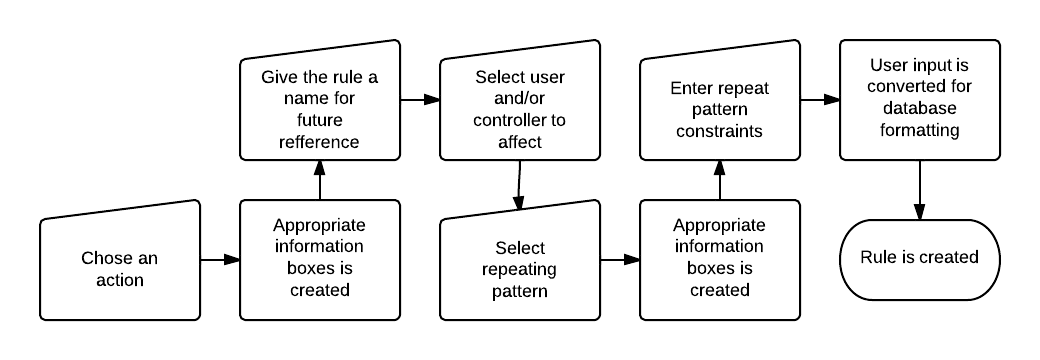 Chose an
action
Appropriate
information
boxes is
created
Give the rule a
name for
future
refference
Select user
and/or
controller to
affect
Select
repeating
pattern
Appropriate
information
boxes is
created
Enter repeat
pattern
constraints
User input is
converted for
database
formatting
Rule is created